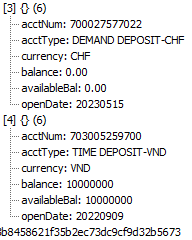 [3] {} (6)
acctNum: 700027577022
acctType: DEMAND DEPOSIT-CHF
currency: CHF
balance: 0.00
availableBal: 0.00
openDate: 20230515
[4] {} (6)
acctNum: 703005259700
acctType: TIME DEPOSIT-VND
currency: VND
balance: 10000000
availableBal: 10000000
openDate: 20220909
3b8458621f35b2ec73dc9cf9d32b5673